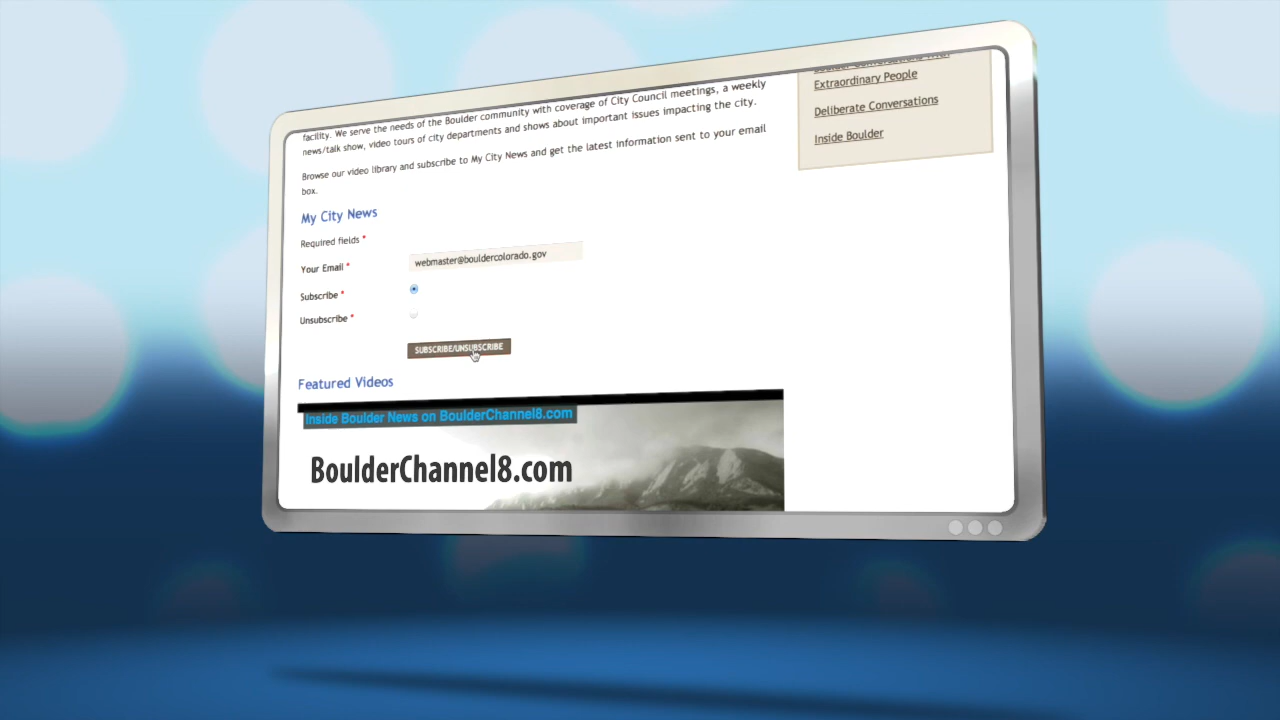 Extraordinary People
Deliberate Conversations
Inside Boulder
facility. We serve the needs of the Boulder community with coverage of City Council meetings, a weekly
news/talk show, video tours of city departments and shows about important issues impacting the city.
Browse our video library and subscribe to My City News and get the latest information sent to your email
box.
My City News
Required fields *
Your Email * webmaster@bouldercolorado.gov
Subscribe *
Unsubscribe *
SUBSCRIBE/UNSUBSCRIBE
Featured Videos
Inside Boulder News on BoulderChannel8.com
BoulderChannel8.com